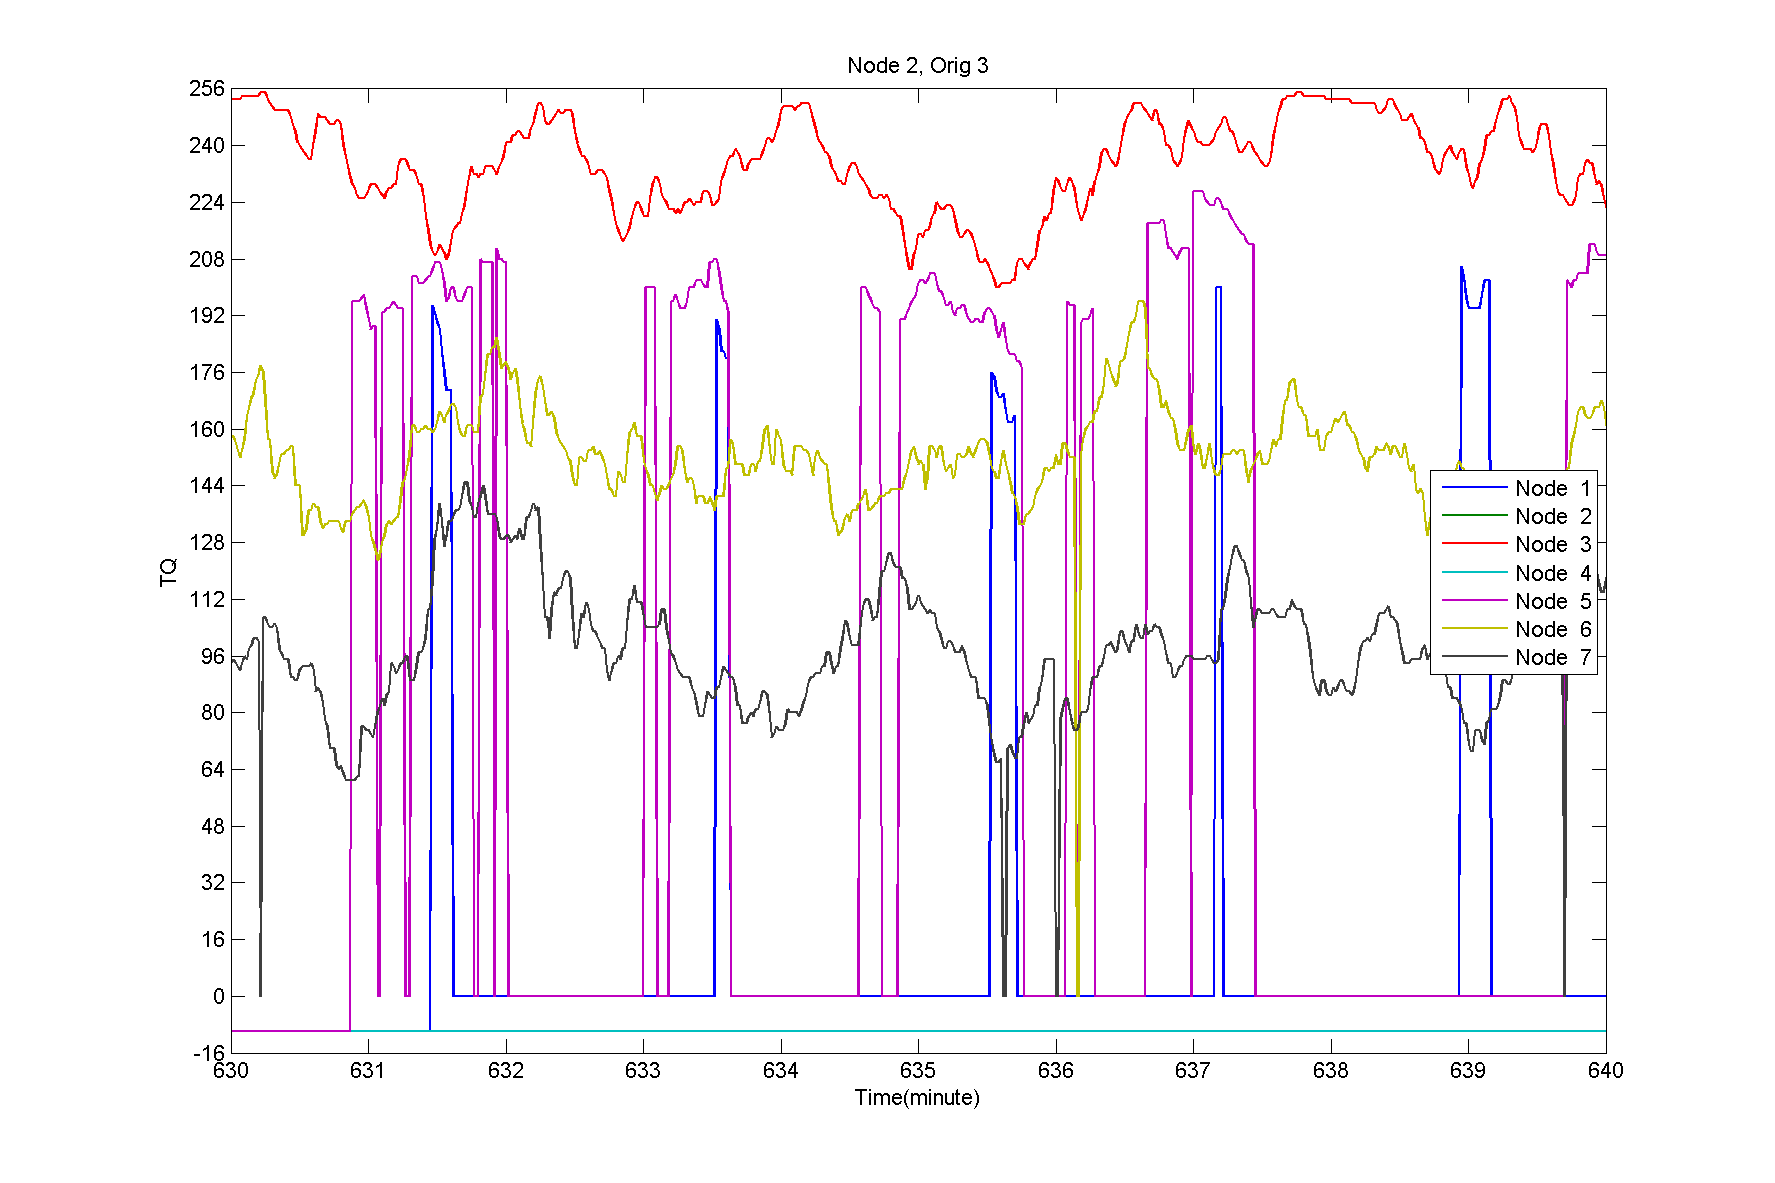 Node 2, Orig 3
256
240
224
208
192
176
160
144
128
112
96
80
64
48
32
16
0
-16
TQ
630 631 632 633 634 635 636 637 638 639 640
Time(minute)
Node 1
Node 2
Node 3
Node 4
Node 5
Node 6
Node 7